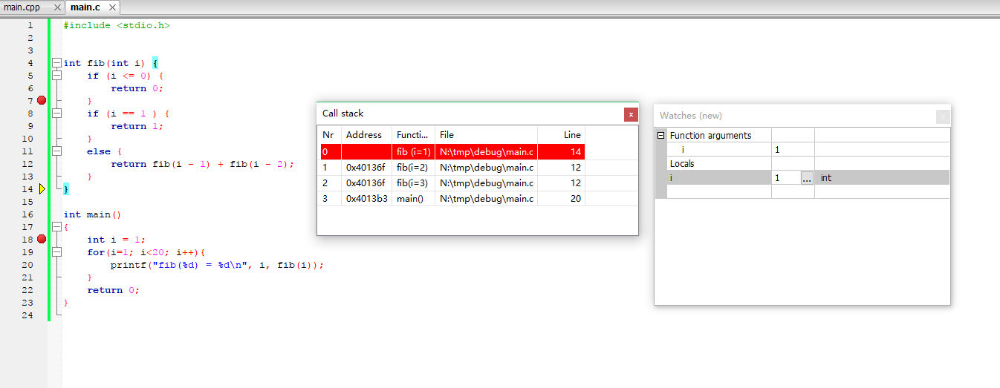 main.cpp
main.c
1 #include <stdio.h>
2
3
4 int fib(int i) {
5 if (i <= 0) {
6 return 0;
7 }
8 if (i == 1 ) {
9 return 1;
10 }
11 else {
12 return fib(i - 1) + fib(i - 2);
13 }
14 }
15
16 int main()
17 {
18 int i = 1;
19 for(i=1; i<20; i++){
20 printf("fib(%d) = %d\n", i, fib(i));
21 }
22 return 0;
23 }
24
Call stack
x
Nr Address Functi... File Line
0 fib (i=1) N:\tmp\debug\main.c 14
1 0x40136f fib(i=2) N:\tmp\debug\main.c 12
2 0x40136f fib(i=3) N:\tmp\debug\main.c 12
3 0x4013b3 main() N:\tmp\debug\main.c 20
Watches (new)
x
Function arguments
i 1
Locals
i 1 ... int